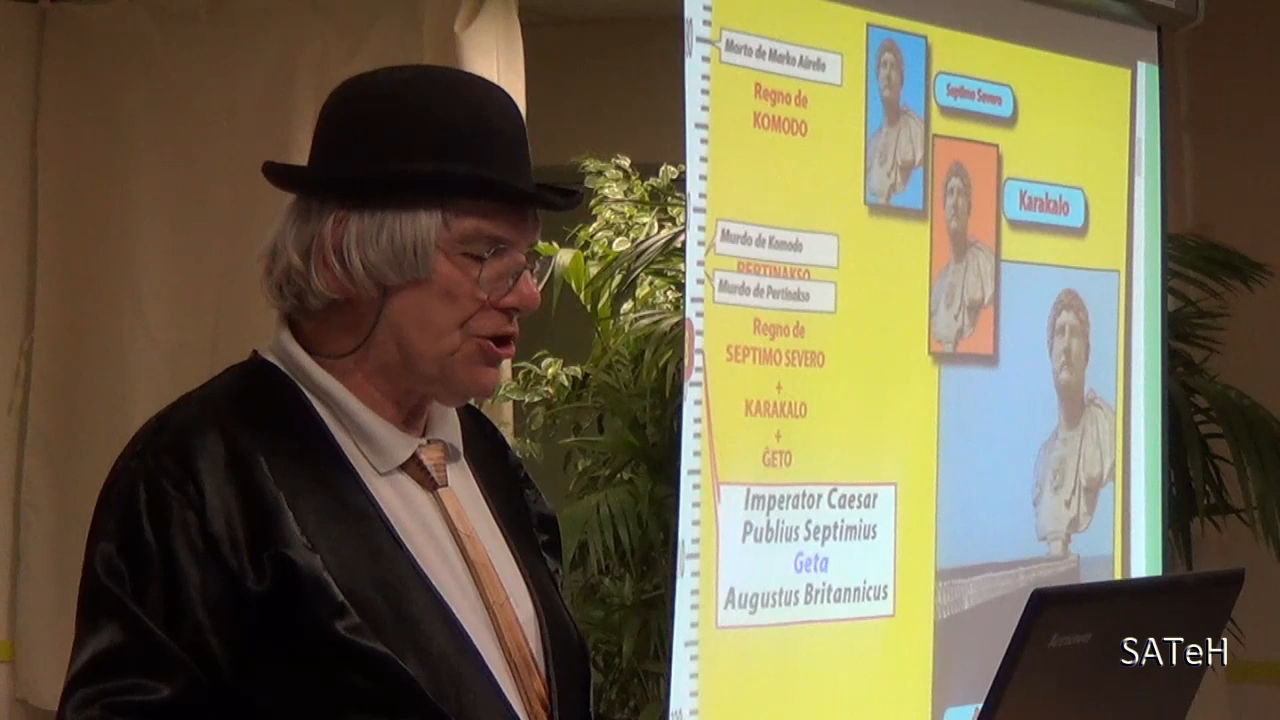 Morto de Marko Aŭrelio
Regno de
KOMODO
Septimo Severo
Karakalo
Murdo de Komodo
PERTINAKSO
Murdo de Pertinakso
Regno de
SEPTIMO SEVERO
+
KARAKALO
+
ĜETO
Imperator Caesar
Publius Septimius
Geta
Augustus Britannicus
Lenovo
SATeH